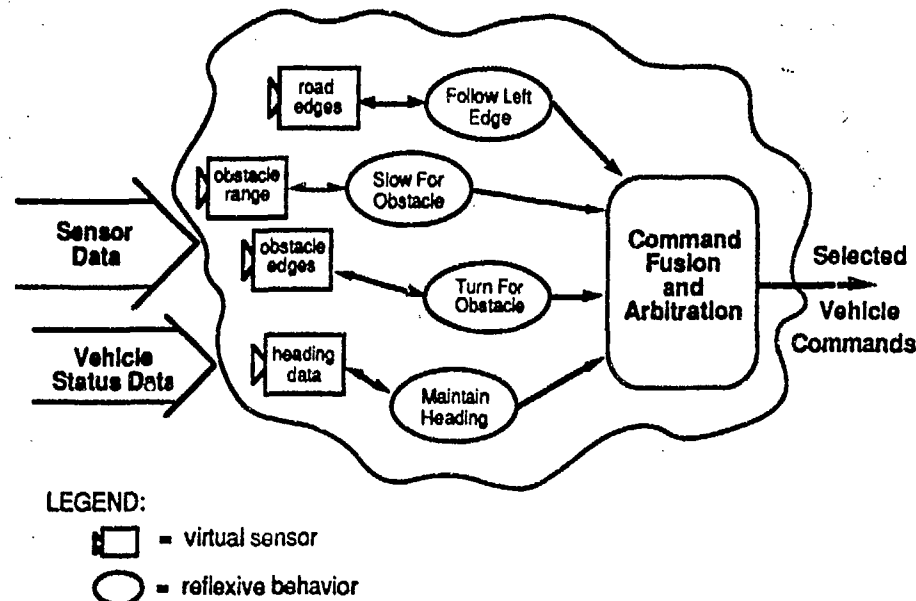 road
edges
Follow Left
Edge
obstacle
range
Slow For
Obstacle
Sensor
Data
obstacle
edges
Turn For
Obstacle
Command
Fusion
and
Arbitration
Selected
Vehicle
Commands
Vehicle
Status Data
heading
data
Maintain
Heading
LEGEND:
= virtual sensor
= reflexive behavior